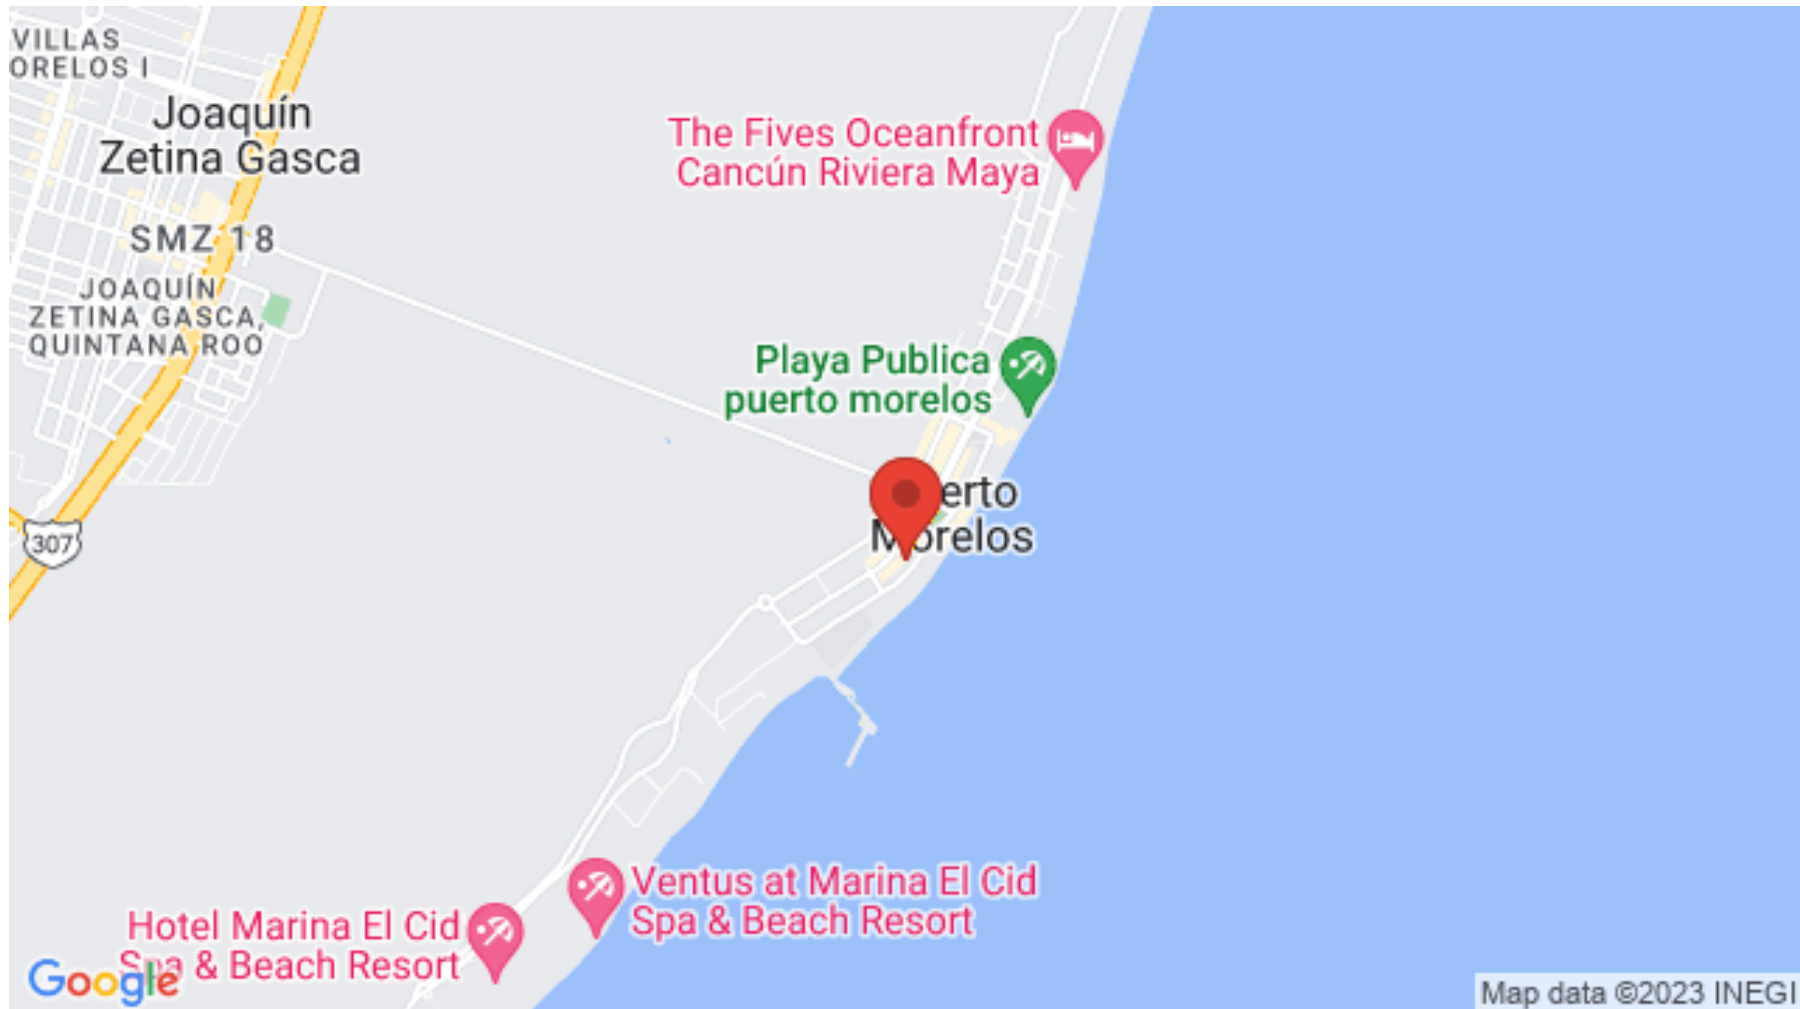 VILLAS
ORELOS I
Joaquín
Zetina Gasca
SMZ 18
JOAQUÍN
ZETINA GASCA,
QUINTANA ROO
The Fives Oceanfront
Cancún Riviera Maya
Playa Publica
puerto morelos
erto
Morelos
307
Ventus at Marina El Cid
Spa & Beach Resort
Hotel Marina El Cid
Spa & Beach Resort
Google
Map data ©2023 INEGI